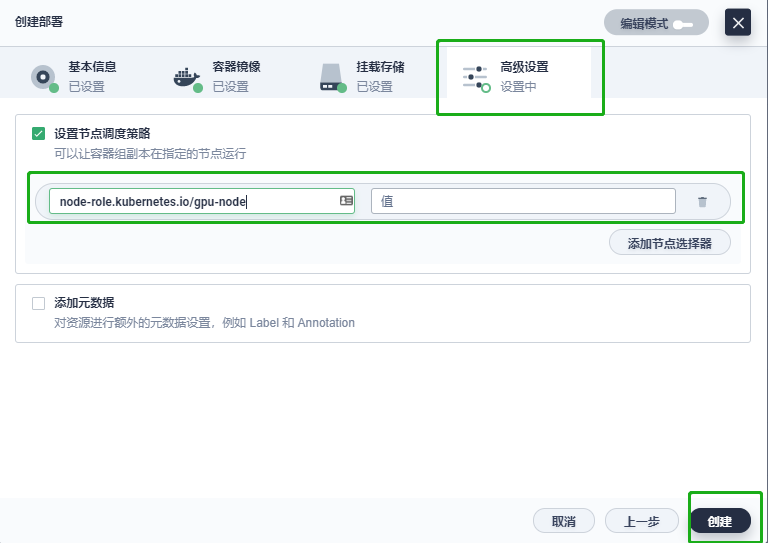 创建部署
编辑模式
基本信息
已设置
容器镜像
已设置
挂载存储
已设置
高级设置
设置中
设置节点调度策略
可以让容器组副本在指定的节点运行
node-role.kubernetes.io/gpu-node
值
添加节点选择器
添加元数据
对资源进行额外的元数据设置，例如 Label 和 Annotation
取消
上一步
创建